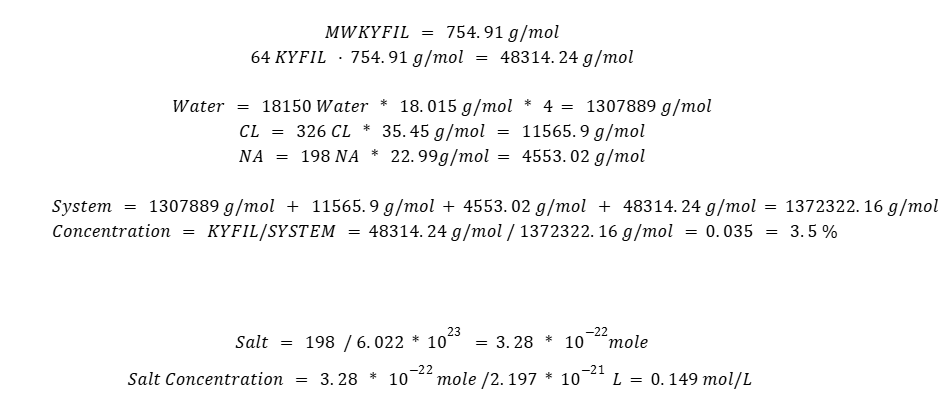 MWKYFIL = 754.91 g/mol
64 KYFIL · 754.91 g/mol = 48314.24 g/mol
Water = 18150 Water * 18.015 g/mol * 4 = 1307889 g/mol
CL = 326 CL * 35.45 g/mol = 11565.9 g/mol
NA = 198 NA * 22.99g/mol = 4553.02 g/mol
System = 1307889 g/mol + 11565.9 g/mol + 4553.02 g/mol + 48314.24 g/mol = 1372322.16 g/mol
Concentration = KYFIL/SYSTEM = 48314.24 g/mol / 1372322.16 g/mol = 0.035 = 3.5 %
Salt = 198 / 6.022 * 10^23 = 3.28 * 10^−22 mole
Salt Concentration = 3.28 * 10^−22 mole /2.197 * 10^−21 L = 0.149 mol/L